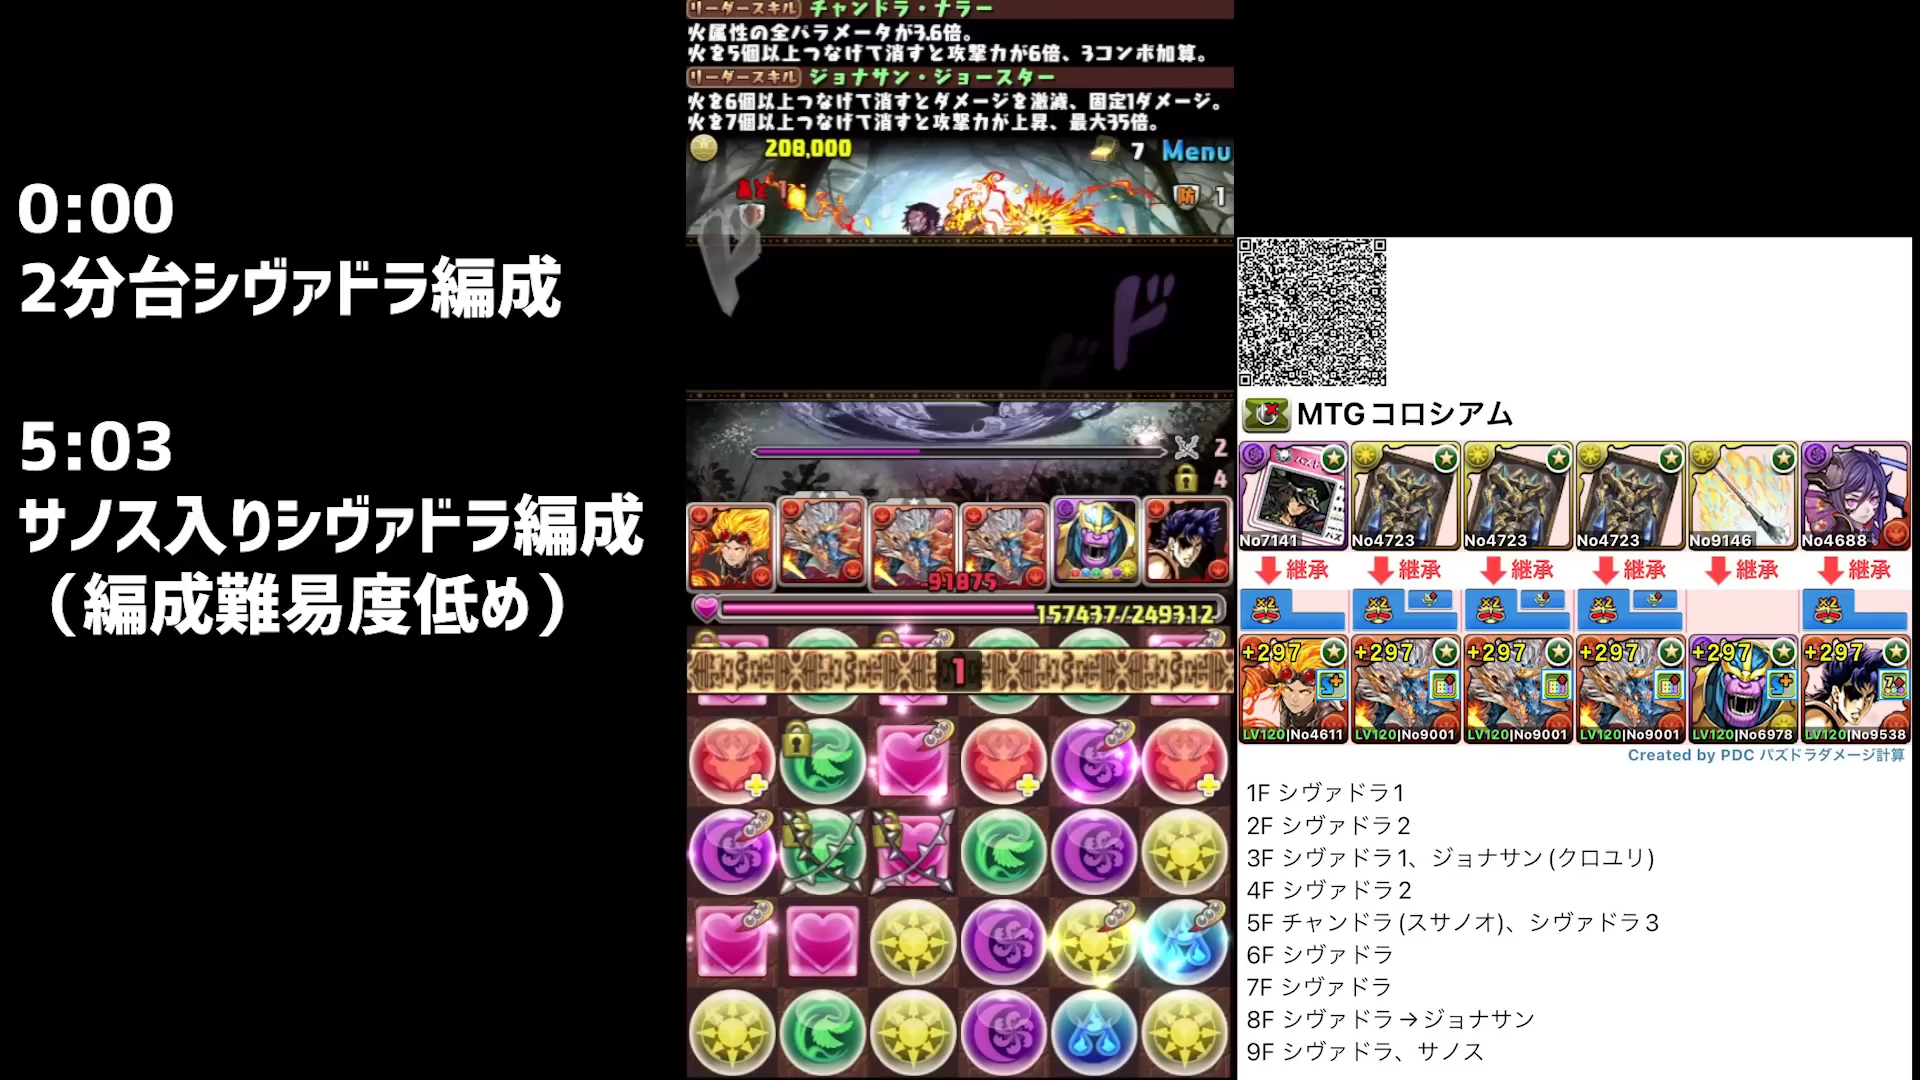 0:00
2分台シヴァドラ編成
5:03
サノス入りシヴァドラ編成
（編成難易度低め）
リーダースキル チャンドラ・ナラー
火属性の全パラメータが3.6倍。
火を5個以上つなげて消すと攻撃力が6倍、3コンボ加算。
リーダースキル ジョナサン・ジョースター
火を6個以上つなげて消すとダメージを激減、固定1ダメージ。
火を7個以上つなげて消すと攻撃力が上昇、最大35倍。
208,000
7 Menu
あと 1
防 1
ド
ド
ド
2
4
-91875
157437/249312
1
MTGコロシアム
No7141 No4723 No4723 No4723 No9146 No4688
継承 継承 継承 継承 継承 継承
×2 ×2 ×2 ×2 ×2
+297 +297 +297 +297 +297 +297
LV120|No4611 LV120|No9001 LV120|No9001 LV120|No9001 LV120|No6978 LV120|No9538
Created by PDC パズドラダメージ計算
1F シヴァドラ1
2F シヴァドラ2
3F シヴァドラ1、ジョナサン(クロユリ)
4F シヴァドラ2
5F チャンドラ(スサノオ)、シヴァドラ3
6F シヴァドラ
7F シヴァドラ
8F シヴァドラ→ジョナサン
9F シヴァドラ、サノス